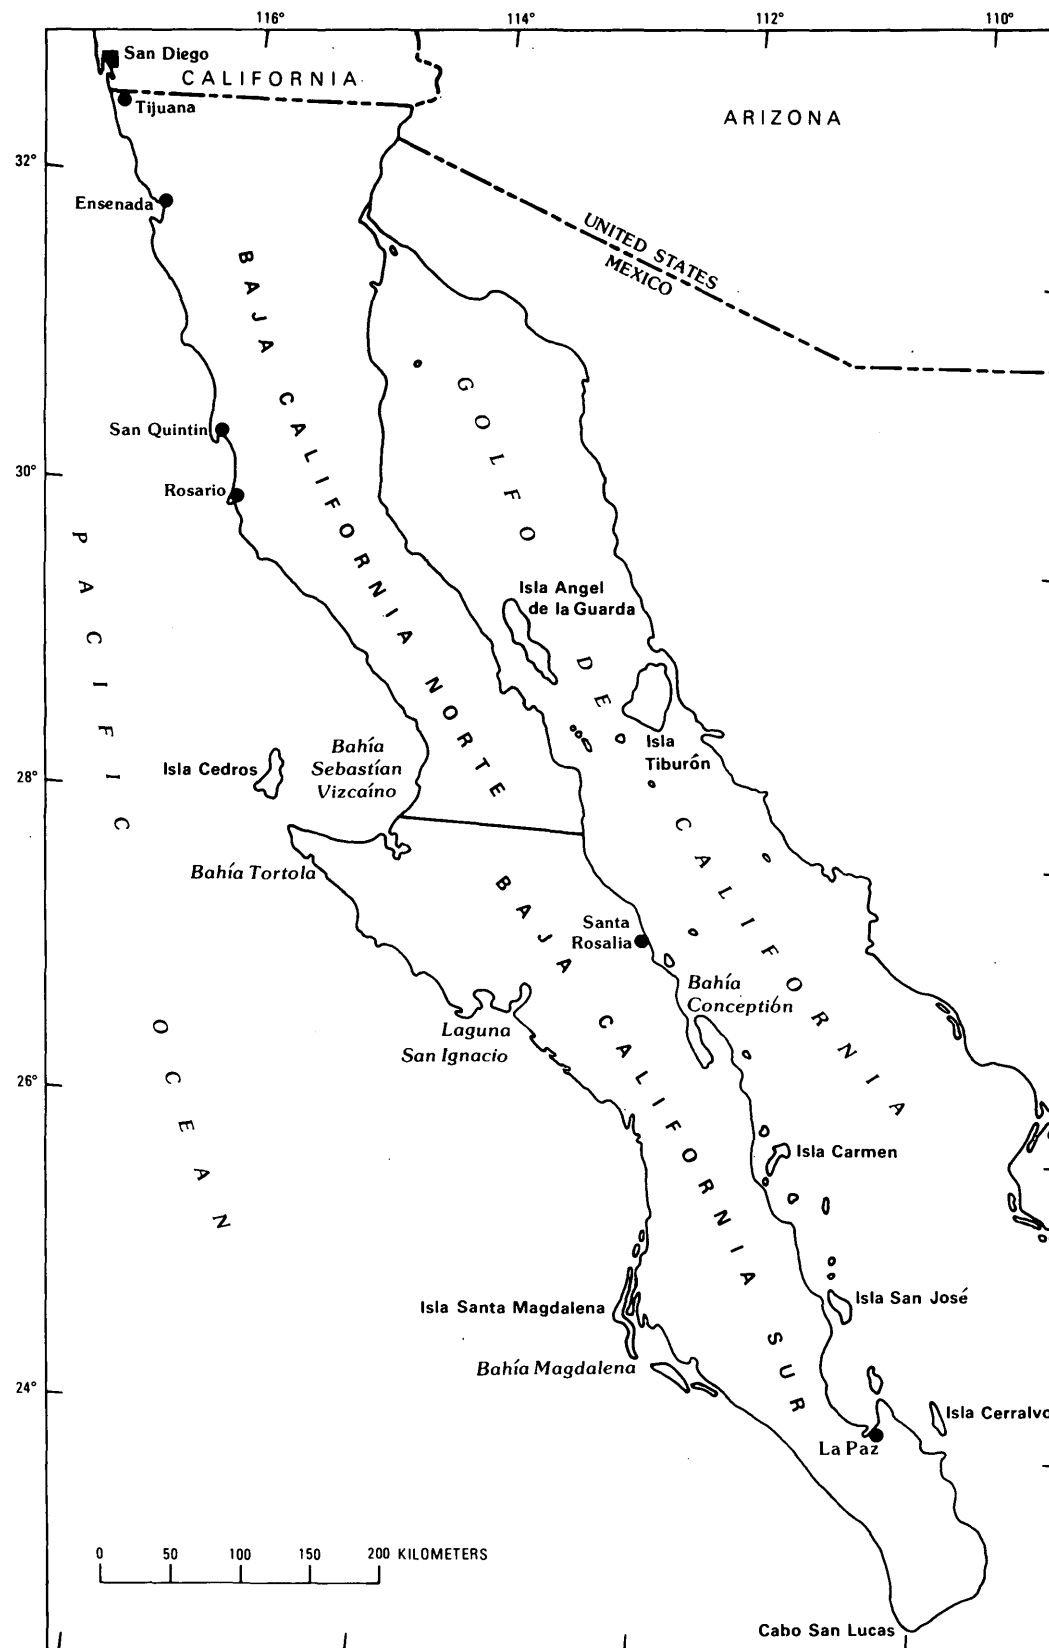 116°
114°
112°
110°
San Diego
CALIFORNIA
Tijuana
ARIZONA
32°
Ensenada
UNITED STATES
MEXICO
BAJA CALIFORNIA NORTE
GOLFO DE CALIFORNIA
San Quintin
30°
Rosario
PACIFIC OCEAN
Isla Angel
de la Guarda
Isla
Tiburón
Bahía
Sebastían
Vizcaíno
Isla Cedros
28°
Bahía Tortola
BAJA CALIFORNIA SUR
Santa
Rosalia
Bahía
Conceptión
Laguna
San Ignacio
26°
Isla Carmen
Isla San José
Isla Santa Magdalena
Bahía Magdalena
24°
Isla Cerralvo
La Paz
0 50 100 150 200 KILOMETERS
Cabo San Lucas